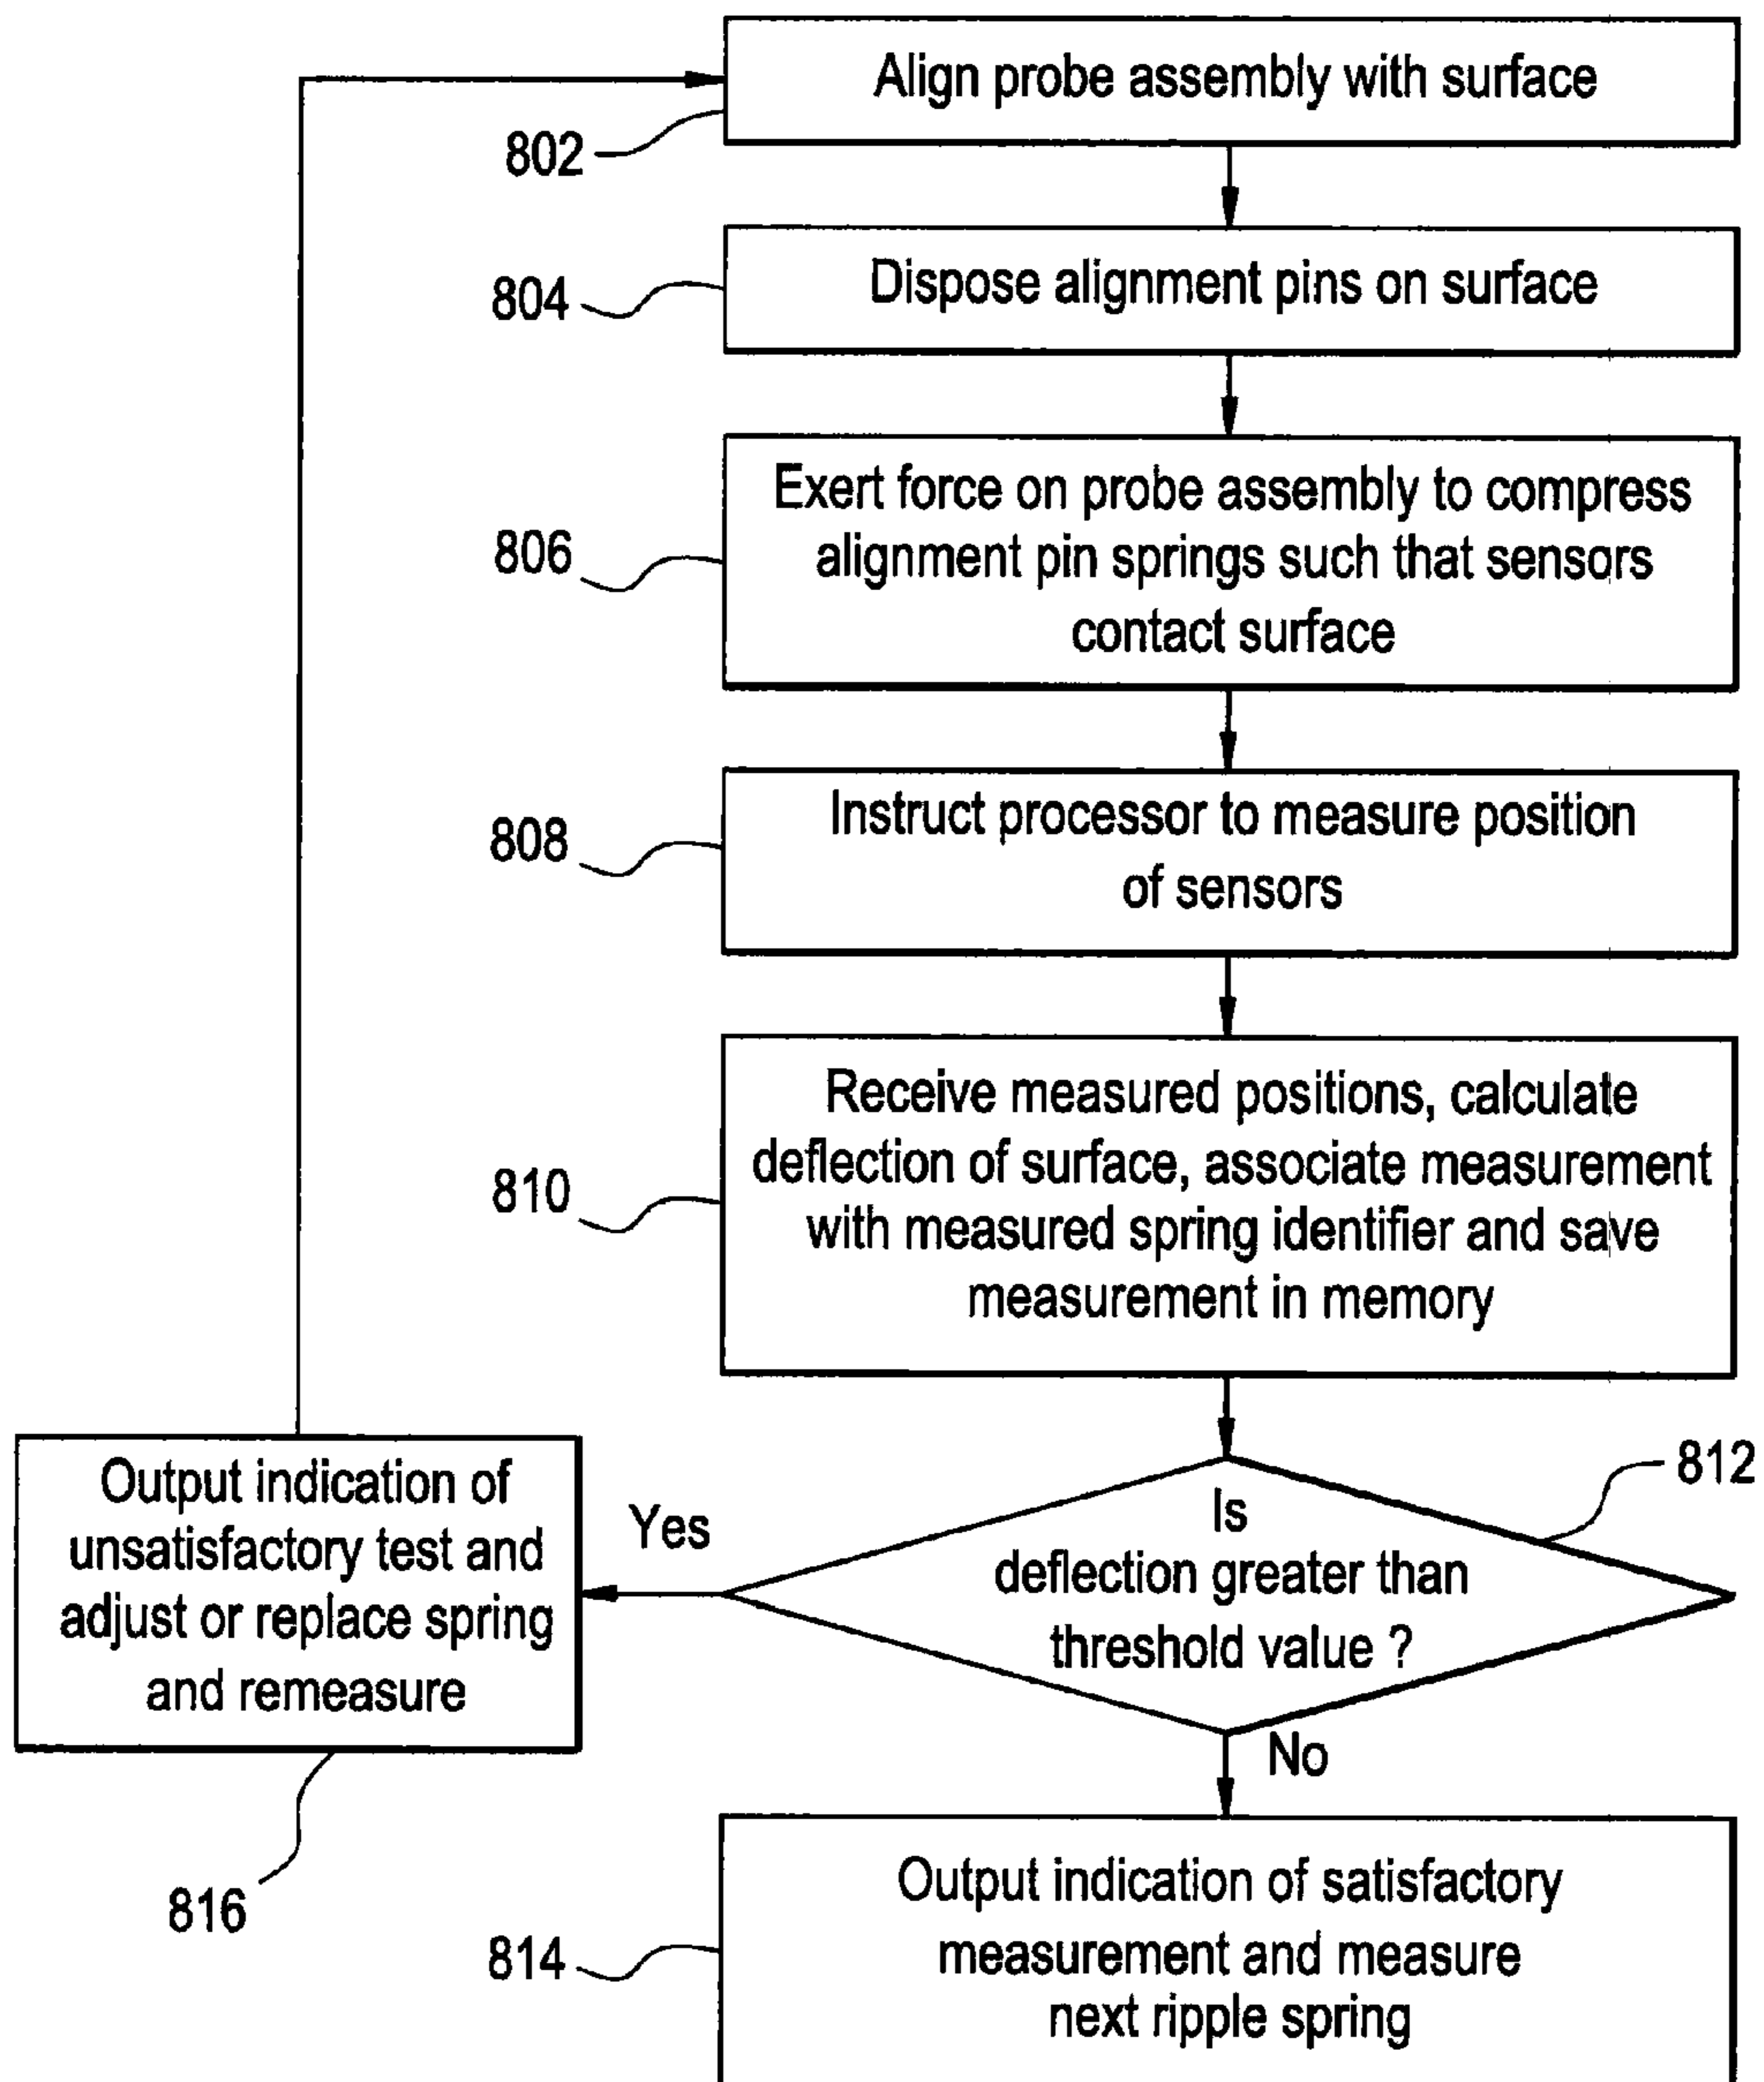 Align probe assembly with surface
802
Dispose alignment pins on surface
804
Exert force on probe assembly to compress
alignment pin springs such that sensors
contact surface
806
Instruct processor to measure position
of sensors
808
Receive measured positions, calculate
deflection of surface, associate measurement
with measured spring identifier and save
measurement in memory
810
Is
deflection greater than
threshold value ?
812
Yes
Output indication of
unsatisfactory test and
adjust or replace spring
and remeasure
816
No
Output indication of satisfactory
measurement and measure
next ripple spring
814